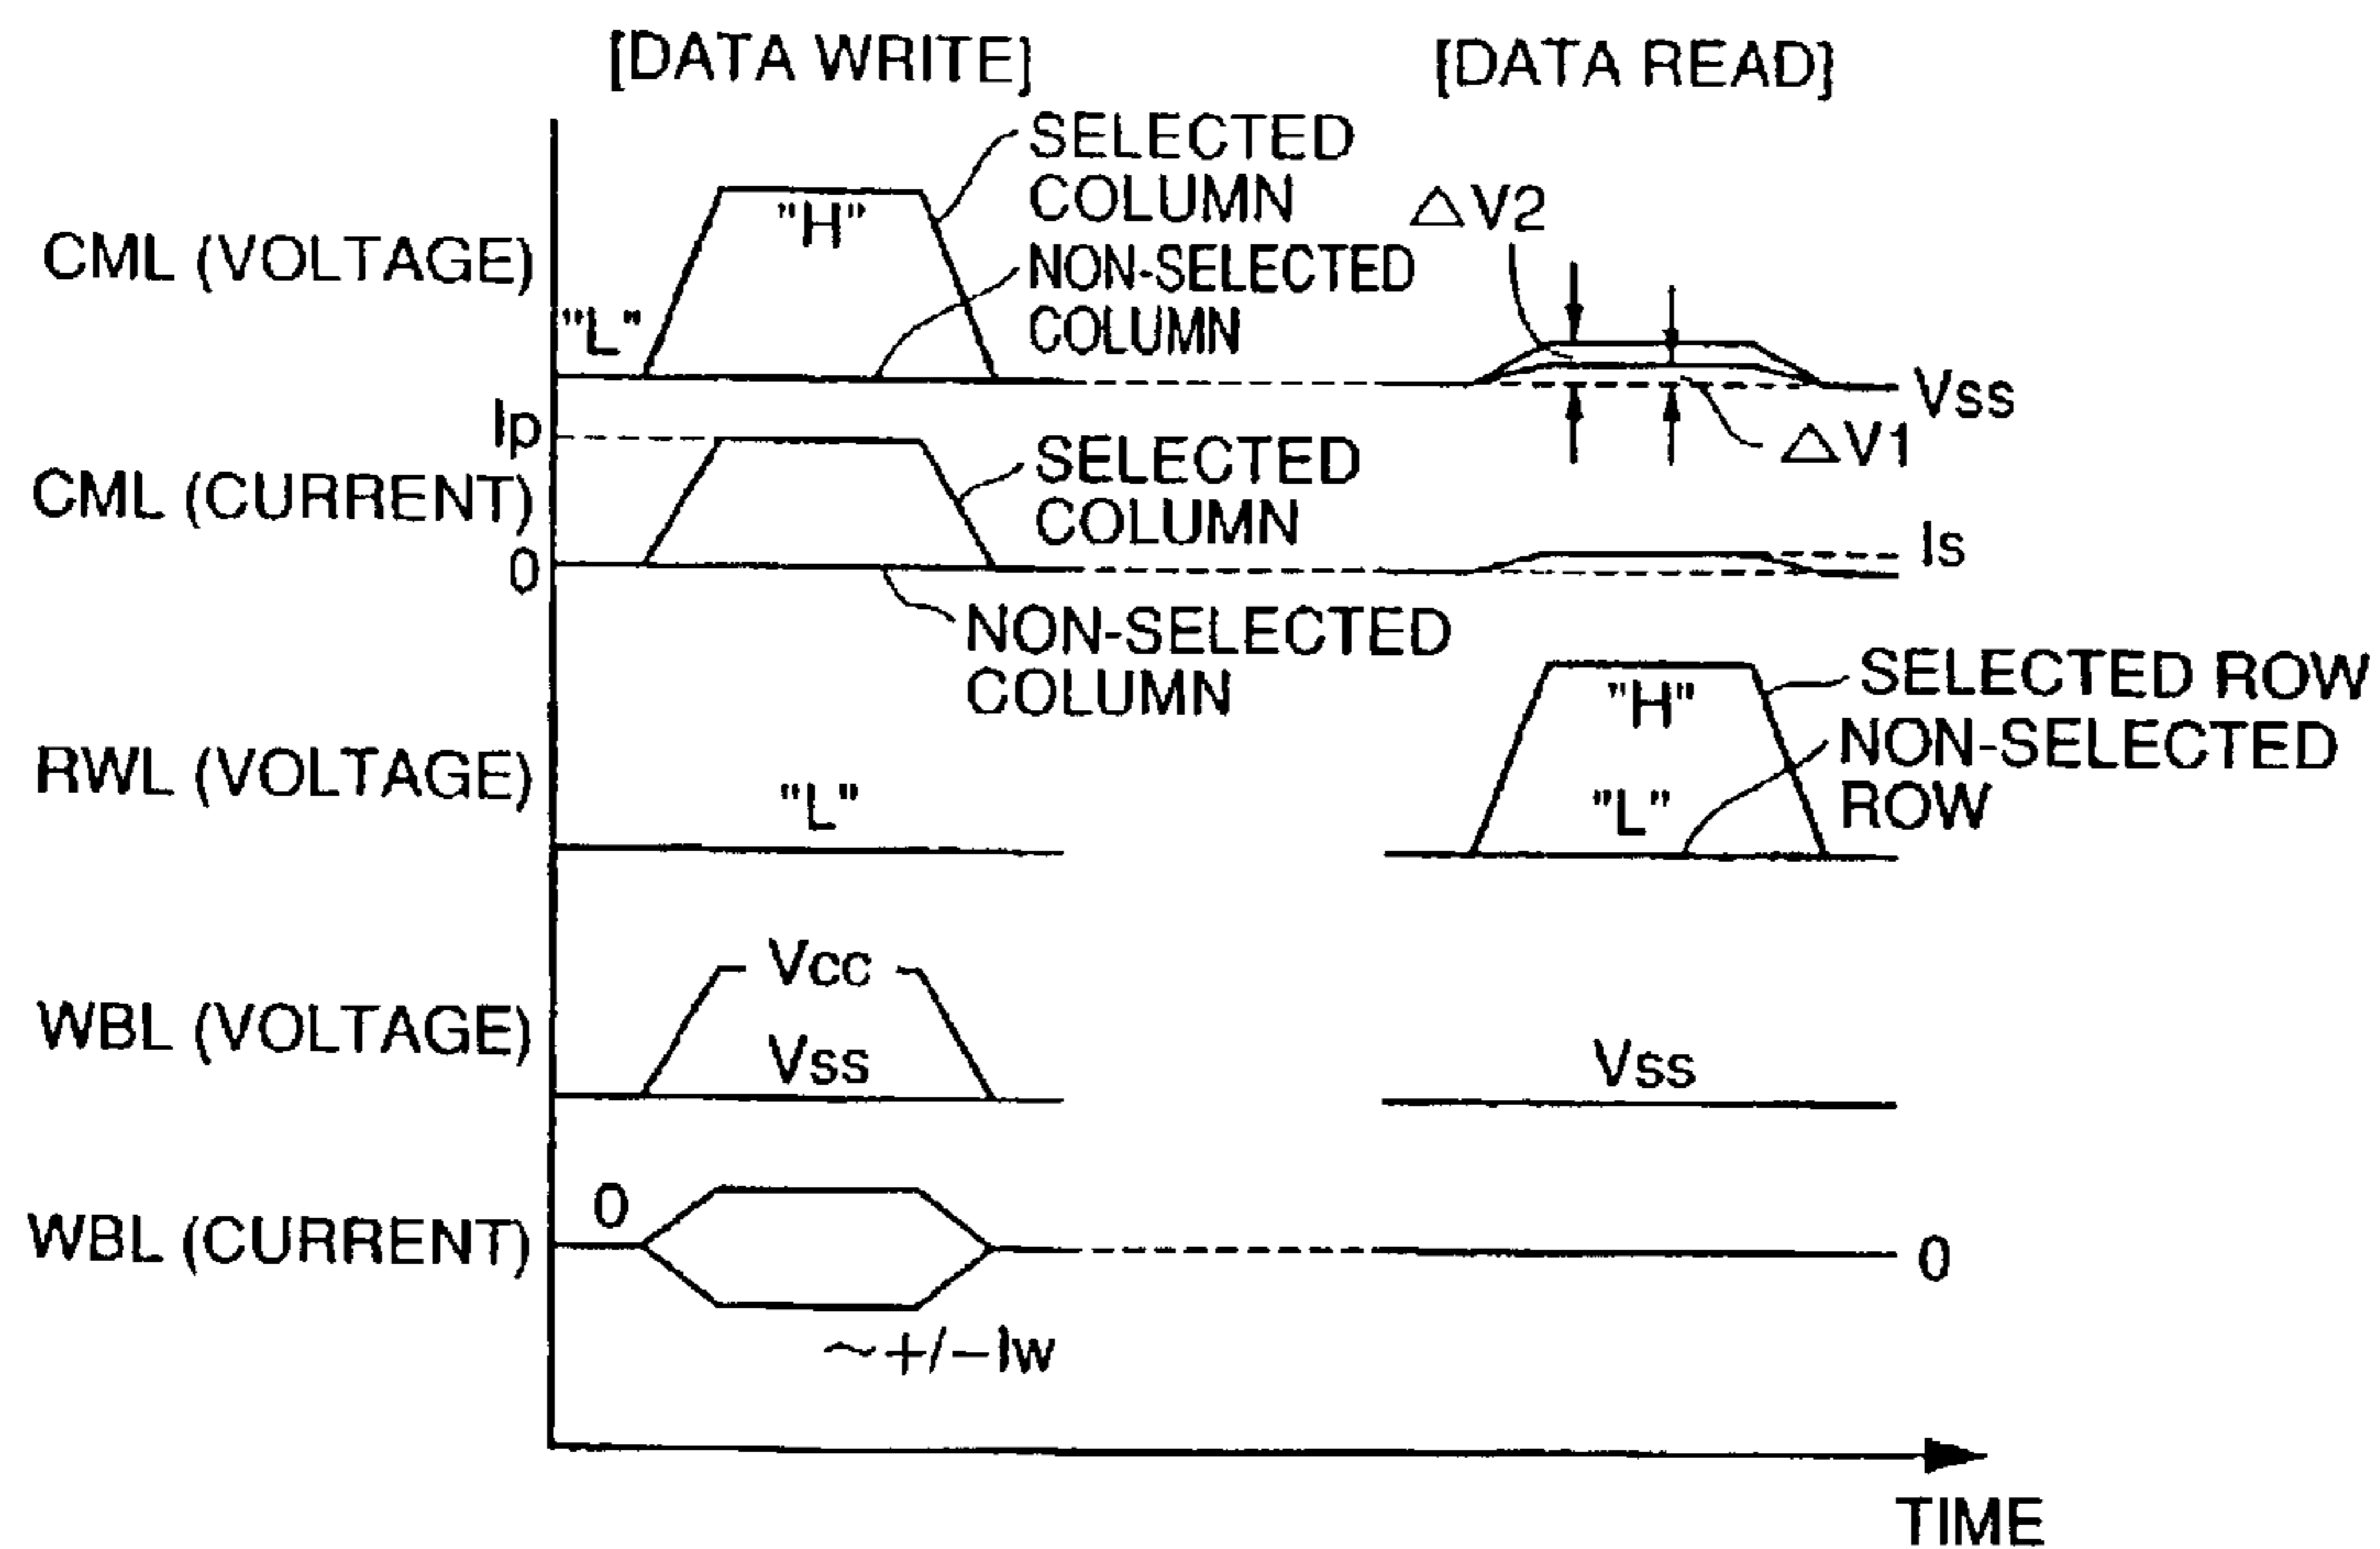 [DATA WRITE]
[DATA READ]
SELECTED
COLUMN
"H"
△V2
CML (VOLTAGE)
NON-SELECTED
COLUMN
"L"
Vss
Ip
△V1
CML (CURRENT)
SELECTED
COLUMN
Is
0
NON-SELECTED
COLUMN
"H"
SELECTED ROW
NON-SELECTED
ROW
RWL (VOLTAGE)
"L"
"L"
Vcc
WBL (VOLTAGE)
Vss
Vss
0
WBL (CURRENT)
0
~+/-Iw
TIME